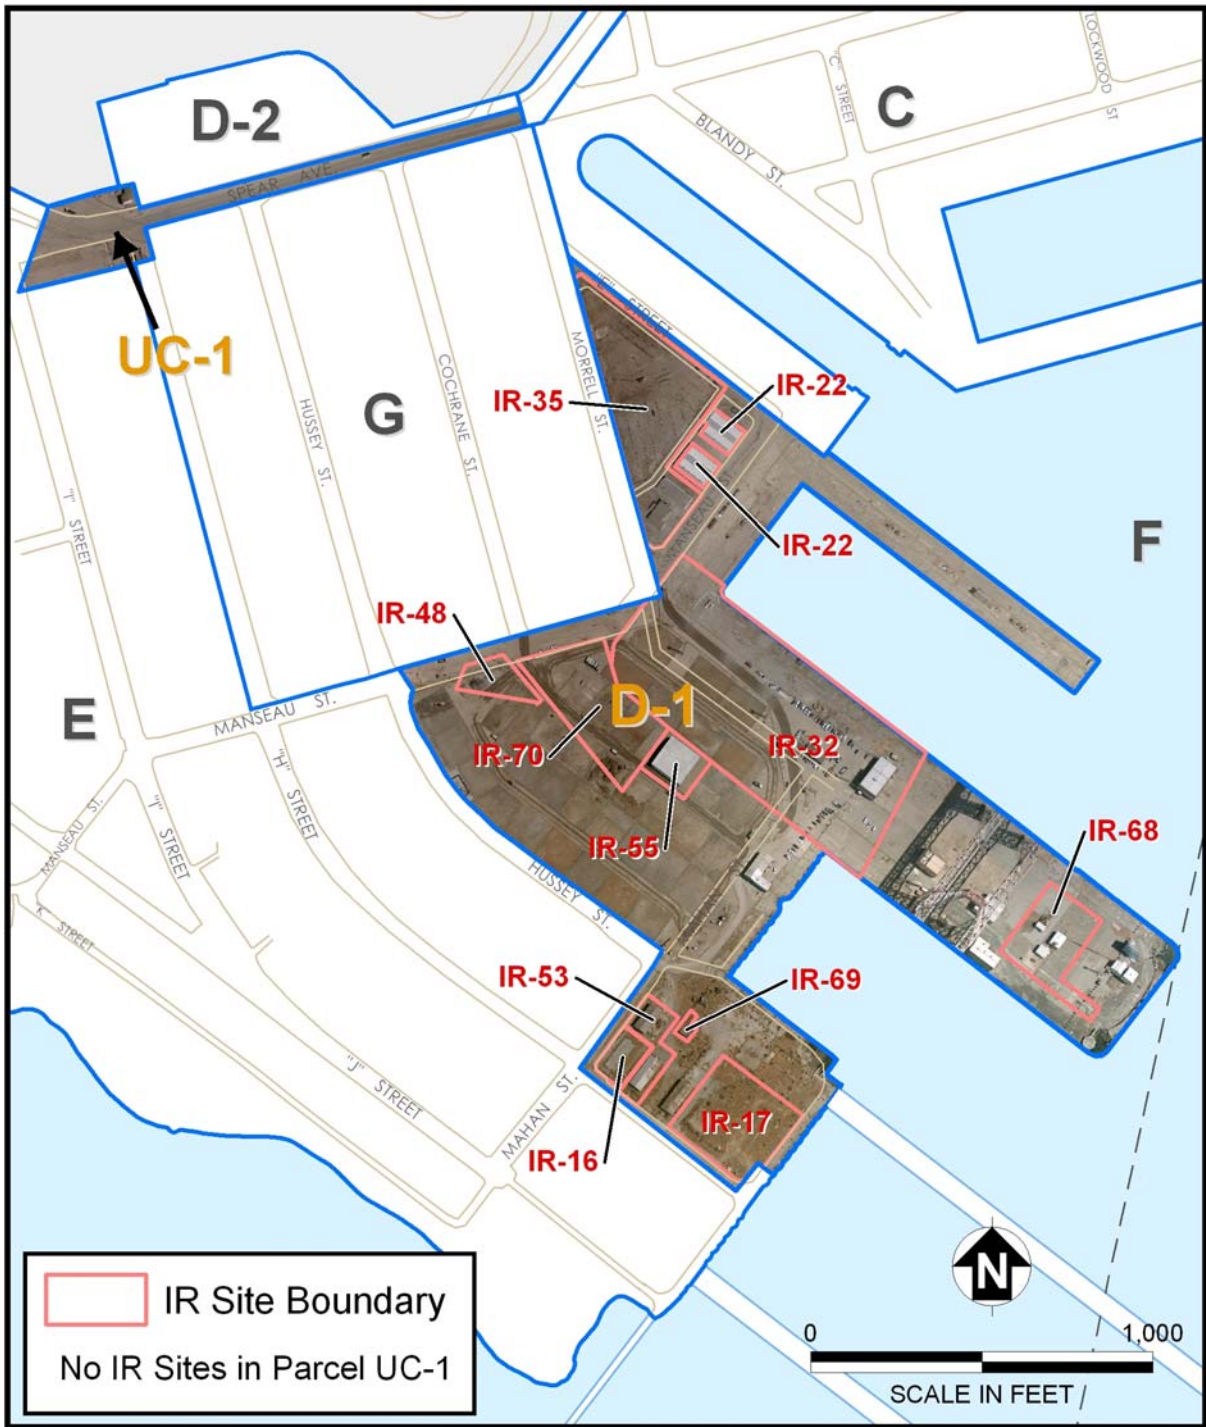 D-2
C
"C" STREET
LOCKWOOD ST
BLANDY ST.
SPEAR AVE.
UC-1
"F" STREET
MORRELL ST.
IR-35
IR-22
G
HUSSEY ST.
COCHRANE ST.
"I" STREET
MANSEAU
IR-22
F
IR-48
E
MANSEAU ST.
D-1
IR-70
IR-32
"H" STREET
IR-55
IR-68
MANSEAU ST.
"I" STREET
HUSSEY ST.
"K" STREET
IR-53
IR-69
"J" STREET
MAHAN ST.
IR-17
IR-16
IR Site Boundary
No IR Sites in Parcel UC-1
N
0 1,000
SCALE IN FEET